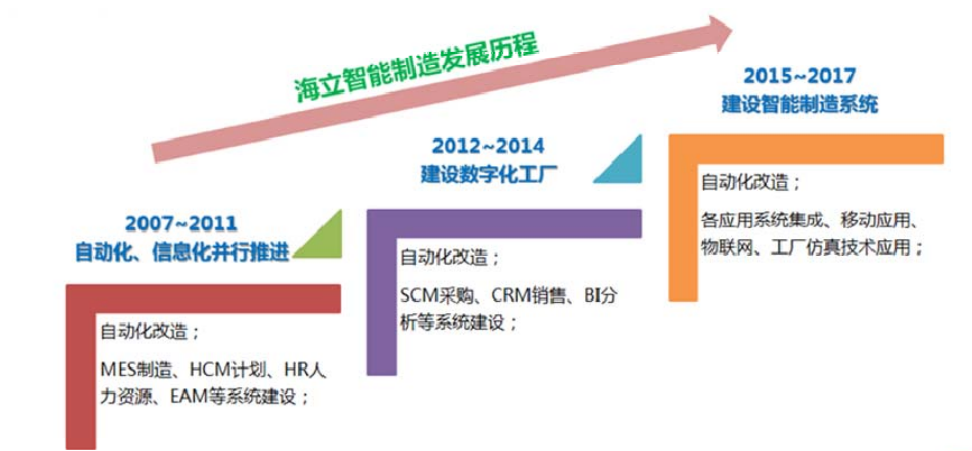 海立智能制造发展历程
2007~2011
自动化、信息化并行推进
自动化改造；
MES制造、HCM计划、HR人
力资源、EAM等系统建设；
2012~2014
建设数字化工厂
自动化改造；
SCM采购、CRM销售、BI分
析等系统建设；
2015~2017
建设智能制造系统
自动化改造；
各应用系统集成、移动应用、
物联网、工厂仿真技术应用；